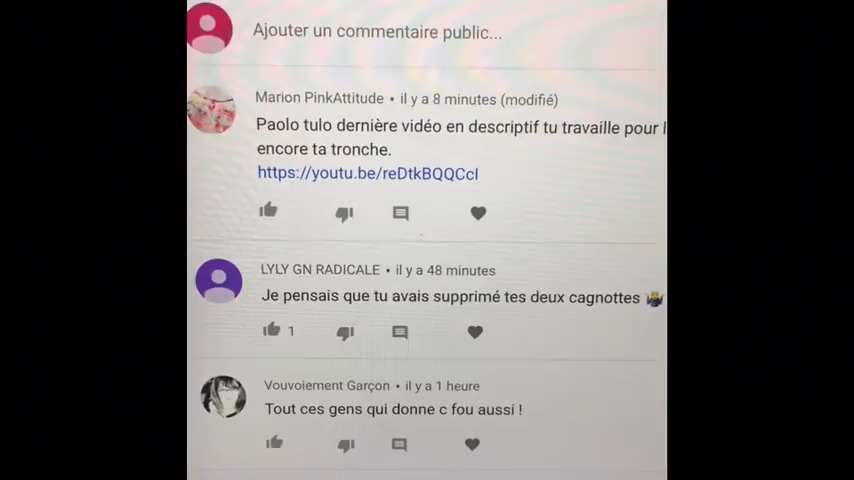 Ajouter un commentaire public...
Marion PinkAttitude • il y a 8 minutes (modifié)
Paolo tulo dernière vidéo en descriptif tu travaille pour
encore ta tronche.
https://youtu.be/reDtkBQQCcI
LYLY GN RADICALE • il y a 48 minutes
Je pensais que tu avais supprimé tes deux cagnottes 🤷‍♂️
1
Vouvoiement Garçon • il y a 1 heure
Tout ces gens qui donne c fou aussi !